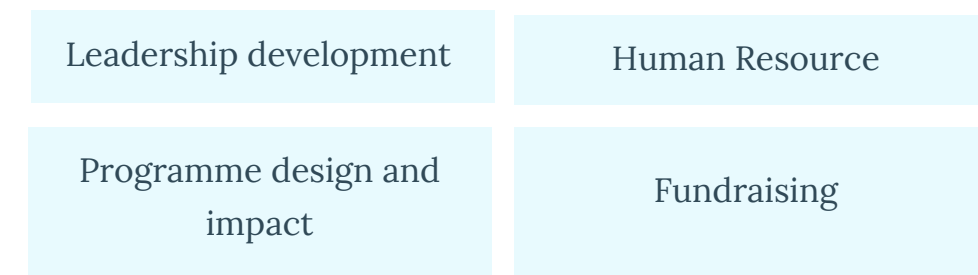 Leadership development
Human Resource
Programme design and
impact
Fundraising